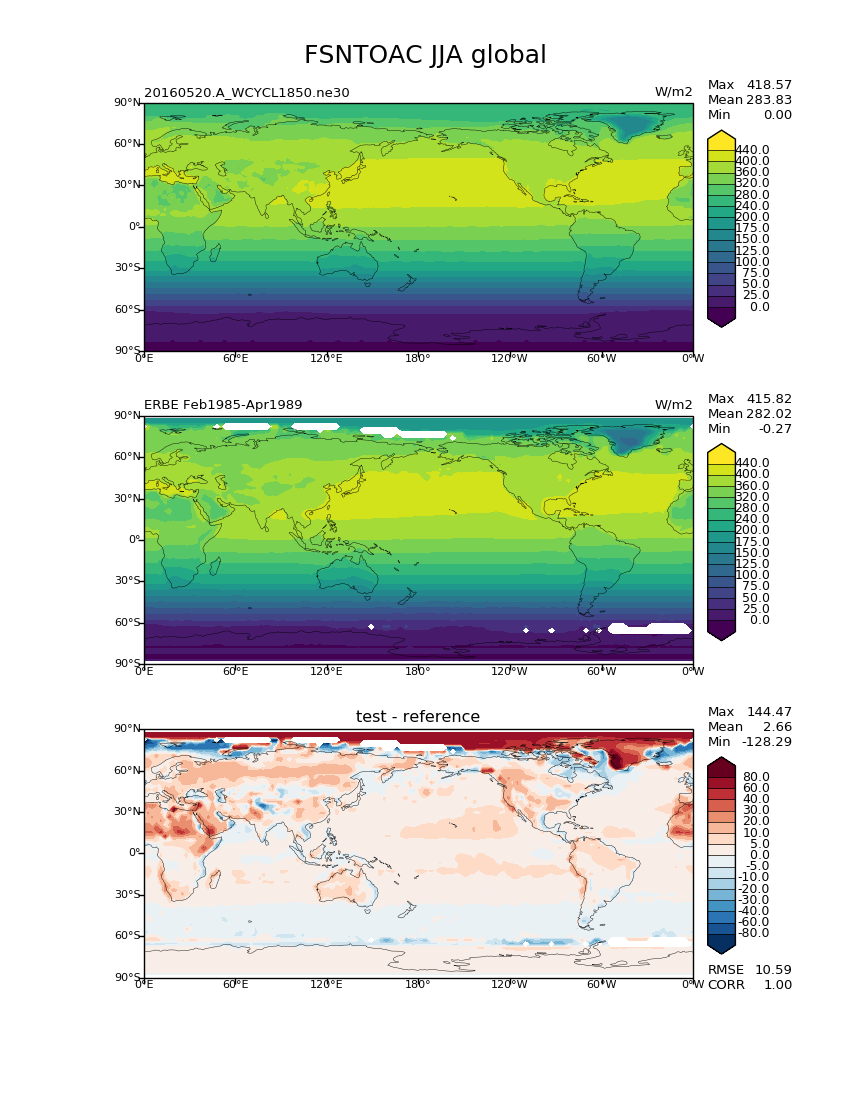 FSNTOAC JJA global
20160520.A_WCYCL1850.ne30 W/m2
Max 418.57
Mean 283.83
Min 0.00
90°N
60°N
30°N
0°
30°S
60°S
90°S
0°E 60°E 120°E 180° 120°W 60°W 0°W
440.0
400.0
360.0
320.0
280.0
240.0
200.0
175.0
150.0
125.0
100.0
75.0
50.0
25.0
0.0
ERBE Feb1985-Apr1989 W/m2
Max 415.82
Mean 282.02
Min -0.27
90°N
60°N
30°N
0°
30°S
60°S
90°S
0°E 60°E 120°E 180° 120°W 60°W 0°W
440.0
400.0
360.0
320.0
280.0
240.0
200.0
175.0
150.0
125.0
100.0
75.0
50.0
25.0
0.0
test - reference
Max 144.47
Mean 2.66
Min -128.29
90°N
60°N
30°N
0°
30°S
60°S
90°S
0°E 60°E 120°E 180° 120°W 60°W 0°W
80.0
60.0
40.0
30.0
20.0
10.0
5.0
0.0
-5.0
-10.0
-20.0
-30.0
-40.0
-60.0
-80.0
RMSE 10.59
CORR 1.00